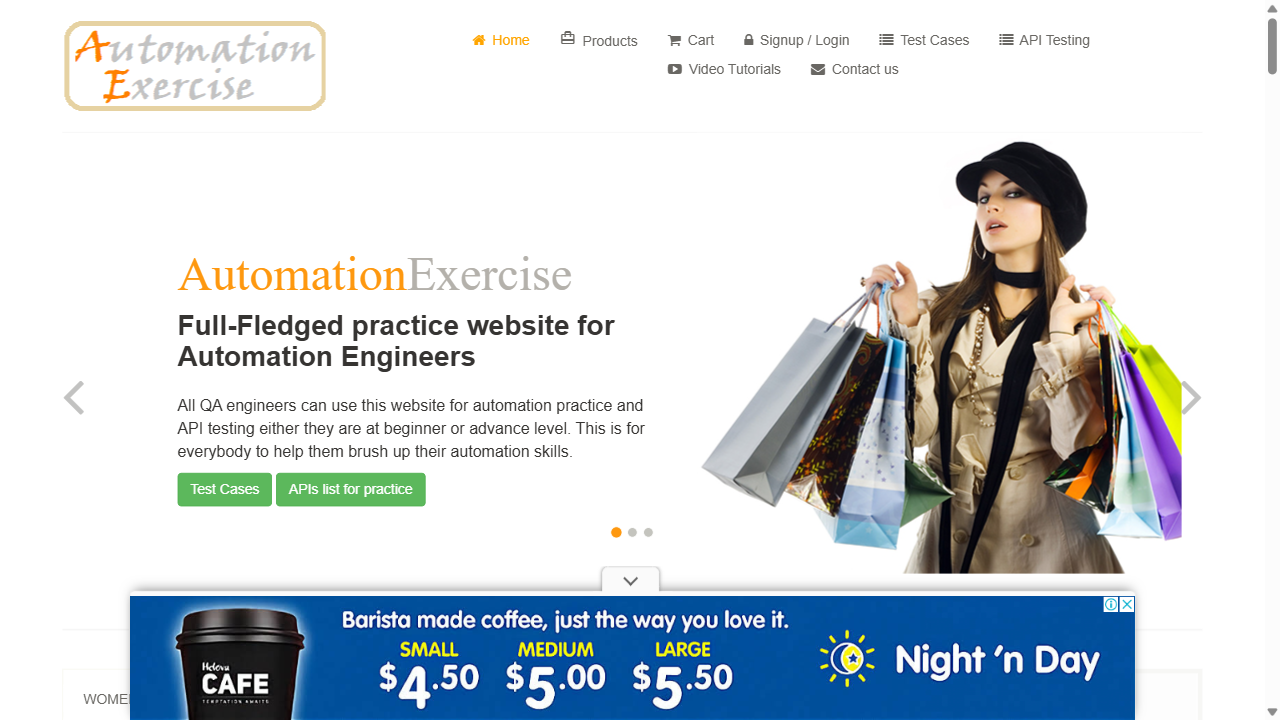 Automation
Exercise
Home
Products
Cart
Signup / Login
Test Cases
API Testing
Video Tutorials
Contact us
AutomationExercise
Full-Fledged practice website for
Automation Engineers
All QA engineers can use this website for automation practice and
API testing either they are at beginner or advance level. This is for
everybody to help them brush up their automation skills.
Test Cases
APIs list for practice
Barista made coffee, just the way you love it.
SMALL MEDIUM LARGE
$4.50 $5.00 $5.50
Night 'n Day
Helova
CAFE
TEMPTATION AWAITS